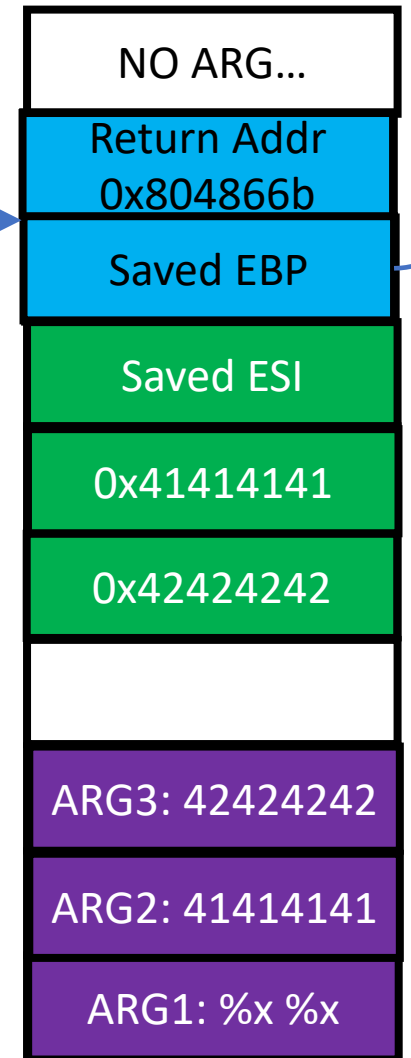 NO ARG...
Return Addr
0x804866b
Saved EBP
Saved ESI
0x41414141
0x42424242
ARG3: 42424242
ARG2: 41414141
ARG1: %x %x